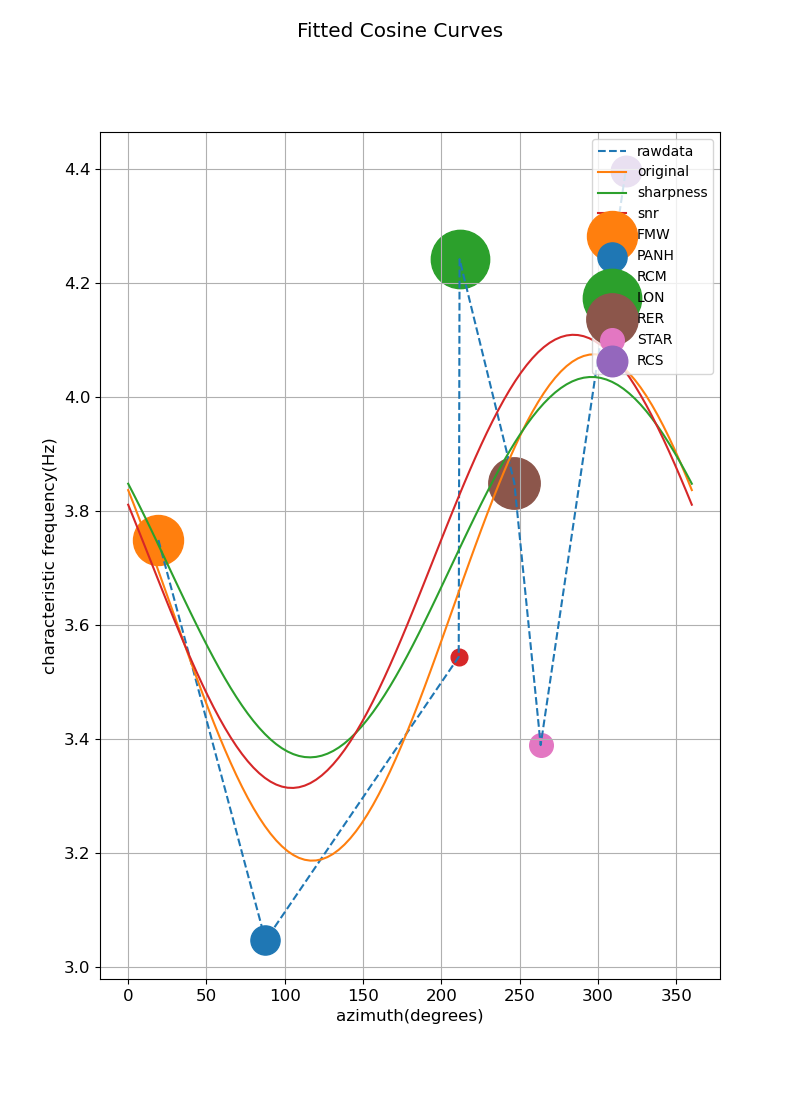 Fitted Cosine Curves
4.4
4.2
4.0
3.8
3.6
3.4
3.2
3.0
characteristic frequency(Hz)
rawdata
original
sharpness
snr
FMW
PANH
RCM
LON
RER
STAR
RCS
0 50 100 150 200 250 300 350
azimuth(degrees)